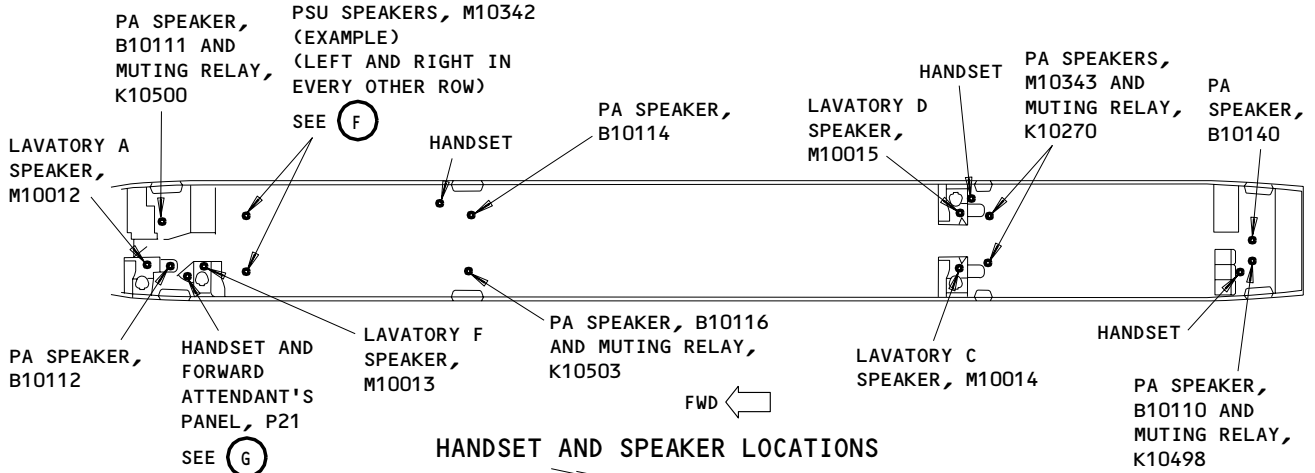 PA SPEAKER,
B10111 AND
MUTING RELAY,
K10500
PSU SPEAKERS, M10342
(EXAMPLE)
(LEFT AND RIGHT IN
EVERY OTHER ROW)
SEE F
HANDSET
PA SPEAKER,
B10114
LAVATORY D
SPEAKER,
M10015
HANDSET
PA SPEAKERS,
M10343 AND
MUTING RELAY,
K10270
PA
SPEAKER,
B10140
LAVATORY A
SPEAKER,
M10012
PA SPEAKER,
B10112
HANDSET AND
FORWARD
ATTENDANT'S
PANEL, P21
SEE G
LAVATORY F
SPEAKER,
M10013
PA SPEAKER, B10116
AND MUTING RELAY,
K10503
LAVATORY C
SPEAKER, M10014
HANDSET
PA SPEAKER,
B10110 AND
MUTING RELAY,
K10498
FWD
HANDSET AND SPEAKER LOCATIONS